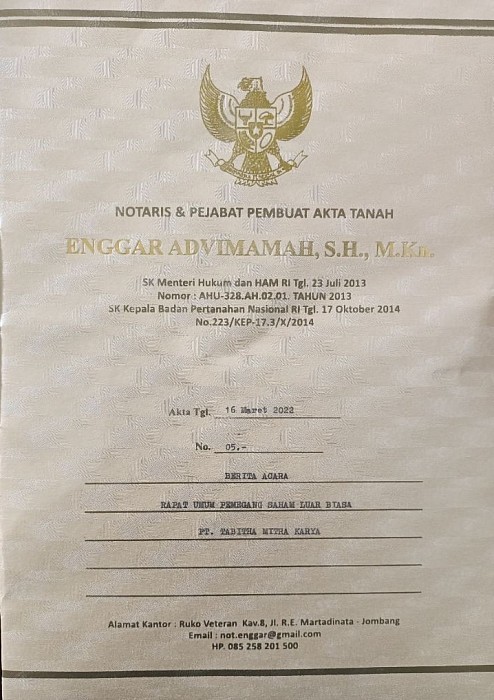 NOTARIS & PEJABAT PEMBUAT AKTA TANAH
ENGGAR ADVIMAMAH, S.H., M.Kn.
SK Menteri Hukum dan HAM RI Tgl. 23 Juli 2013
Nomor : AHU-328.AH.02.01. TAHUN 2013
SK Kepala Badan Pertanahan Nasional RI Tgl. 17 Oktober 2014
No.223/KEP-17.3/X/2014
Akta Tgl. 16 Maret 2022
No. 05.-
BERITA ACARA
RAPAT UMUM PEMEGANG SAHAM LUAR BIASA
PT. TABITHA MITRA KARYA
Alamat Kantor : Ruko Veteran Kav.8, Jl. R.E. Martadinata - Jombang
Email : not.enggar@gmail.com
HP. 085 258 201 500